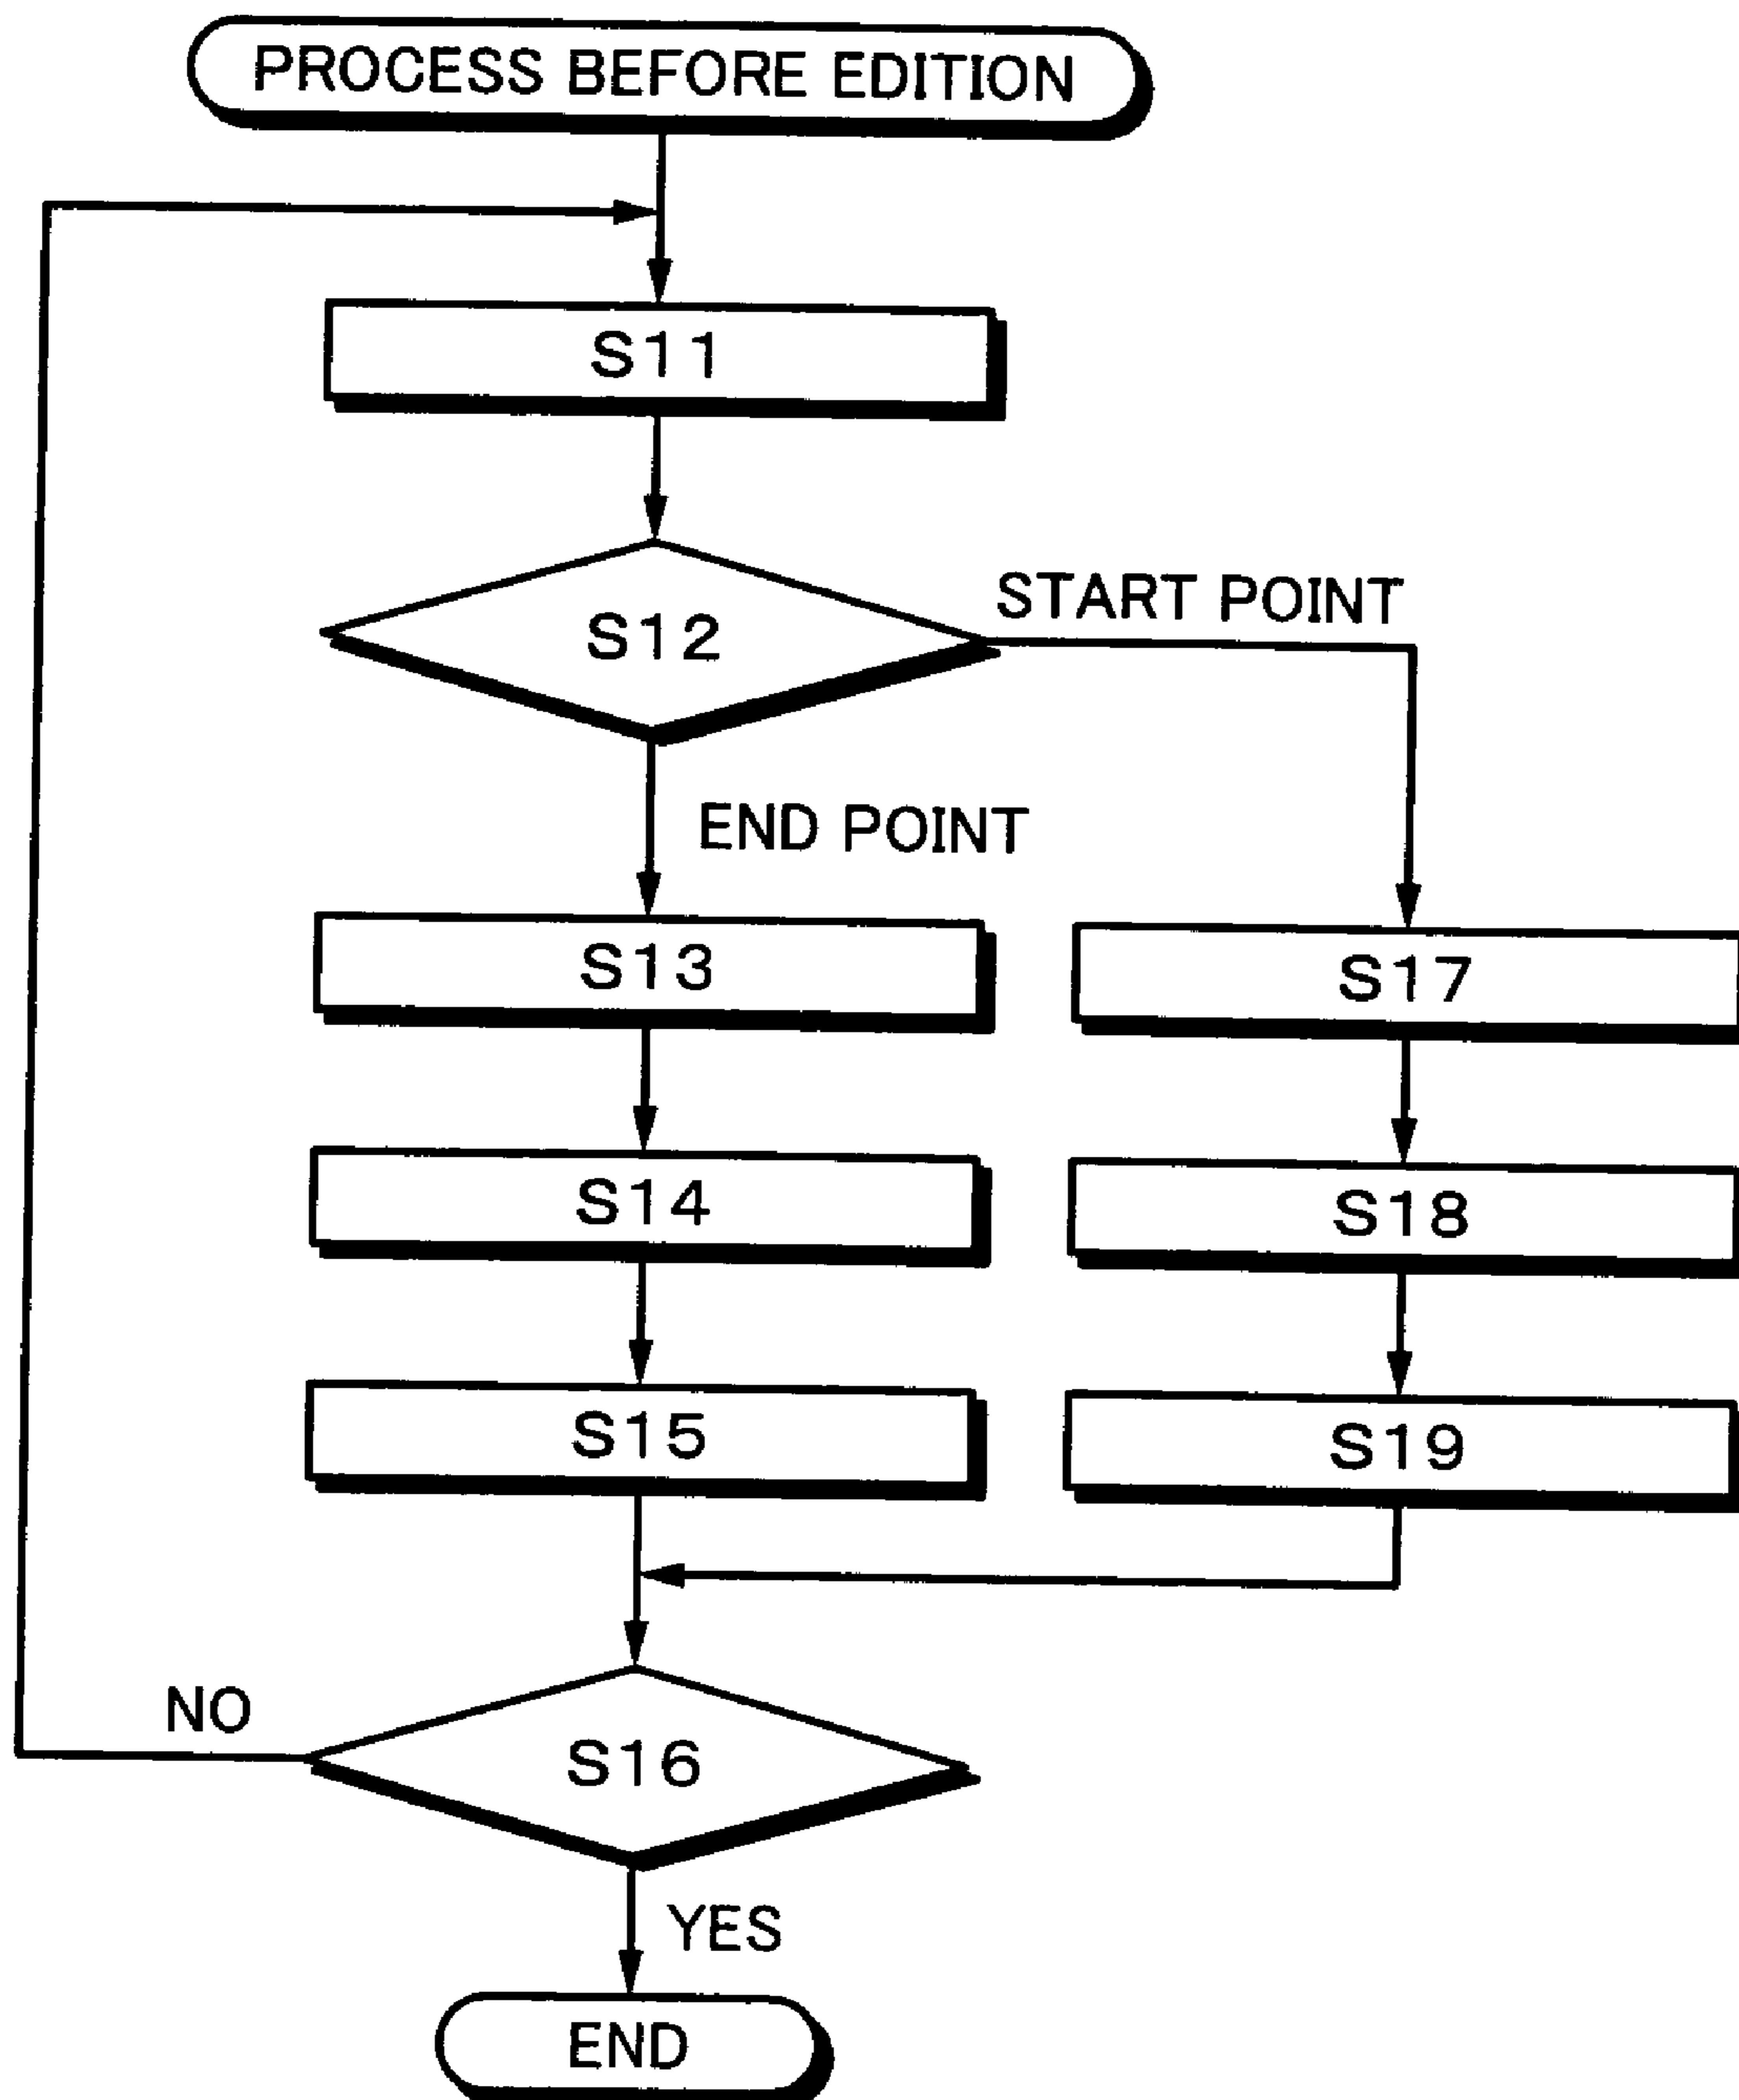 PROCESS BEFORE EDITION
S11
S12
START POINT
END POINT
S13
S17
S14
S18
S15
S19
NO
S16
YES
END